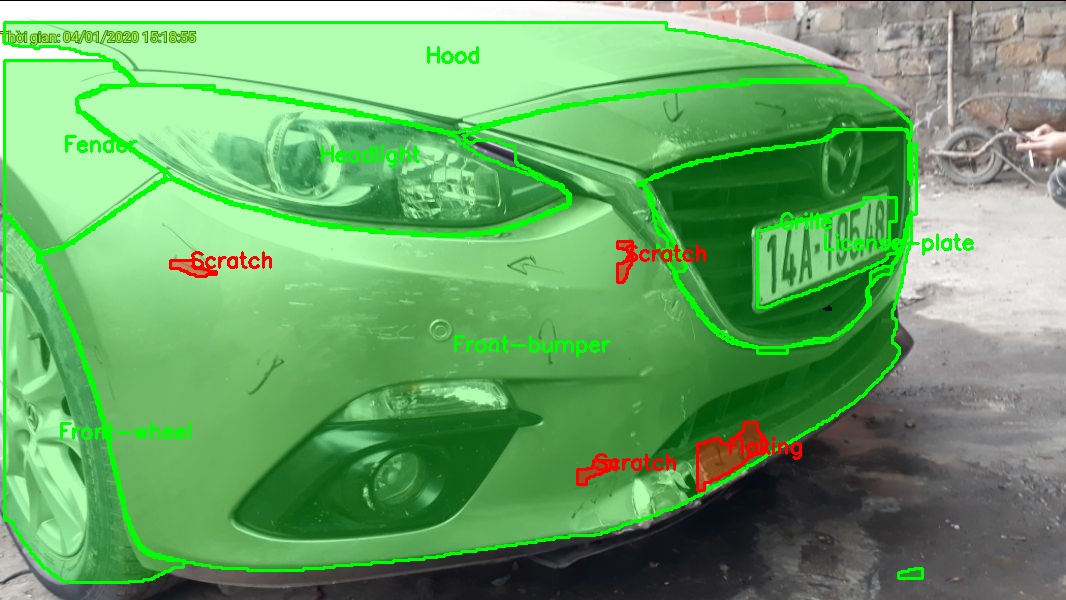 Thời gian: 04/01/2020 15:18:55
Hood
Fender
Headlight
Grille
License-plate
14A-195.48
Scratch
Scratch
Front-bumper
Front-wheel
Scratch
Flaking